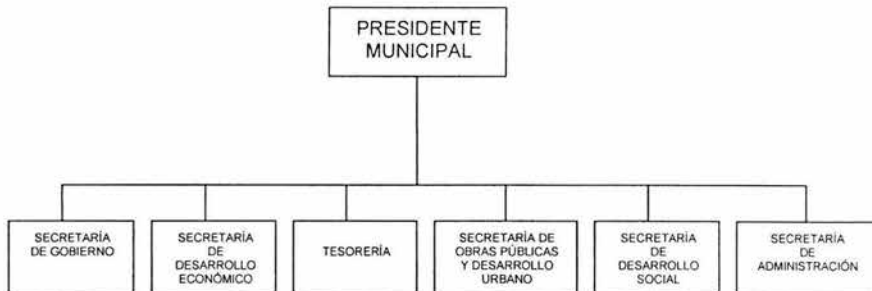 PRESIDENTE
MUNICIPAL
SECRETARÍA
DE GOBIERNO
SECRETARÍA
DE
DESARROLLO
ECONÓMICO
TESORERÍA
SECRETARÍA DE
OBRAS PÚBLICAS
Y DESARROLLO
URBANO
SECRETARÍA
DE
DESARROLLO
SOCIAL
SECRETARÍA
DE
ADMINISTRACIÓN